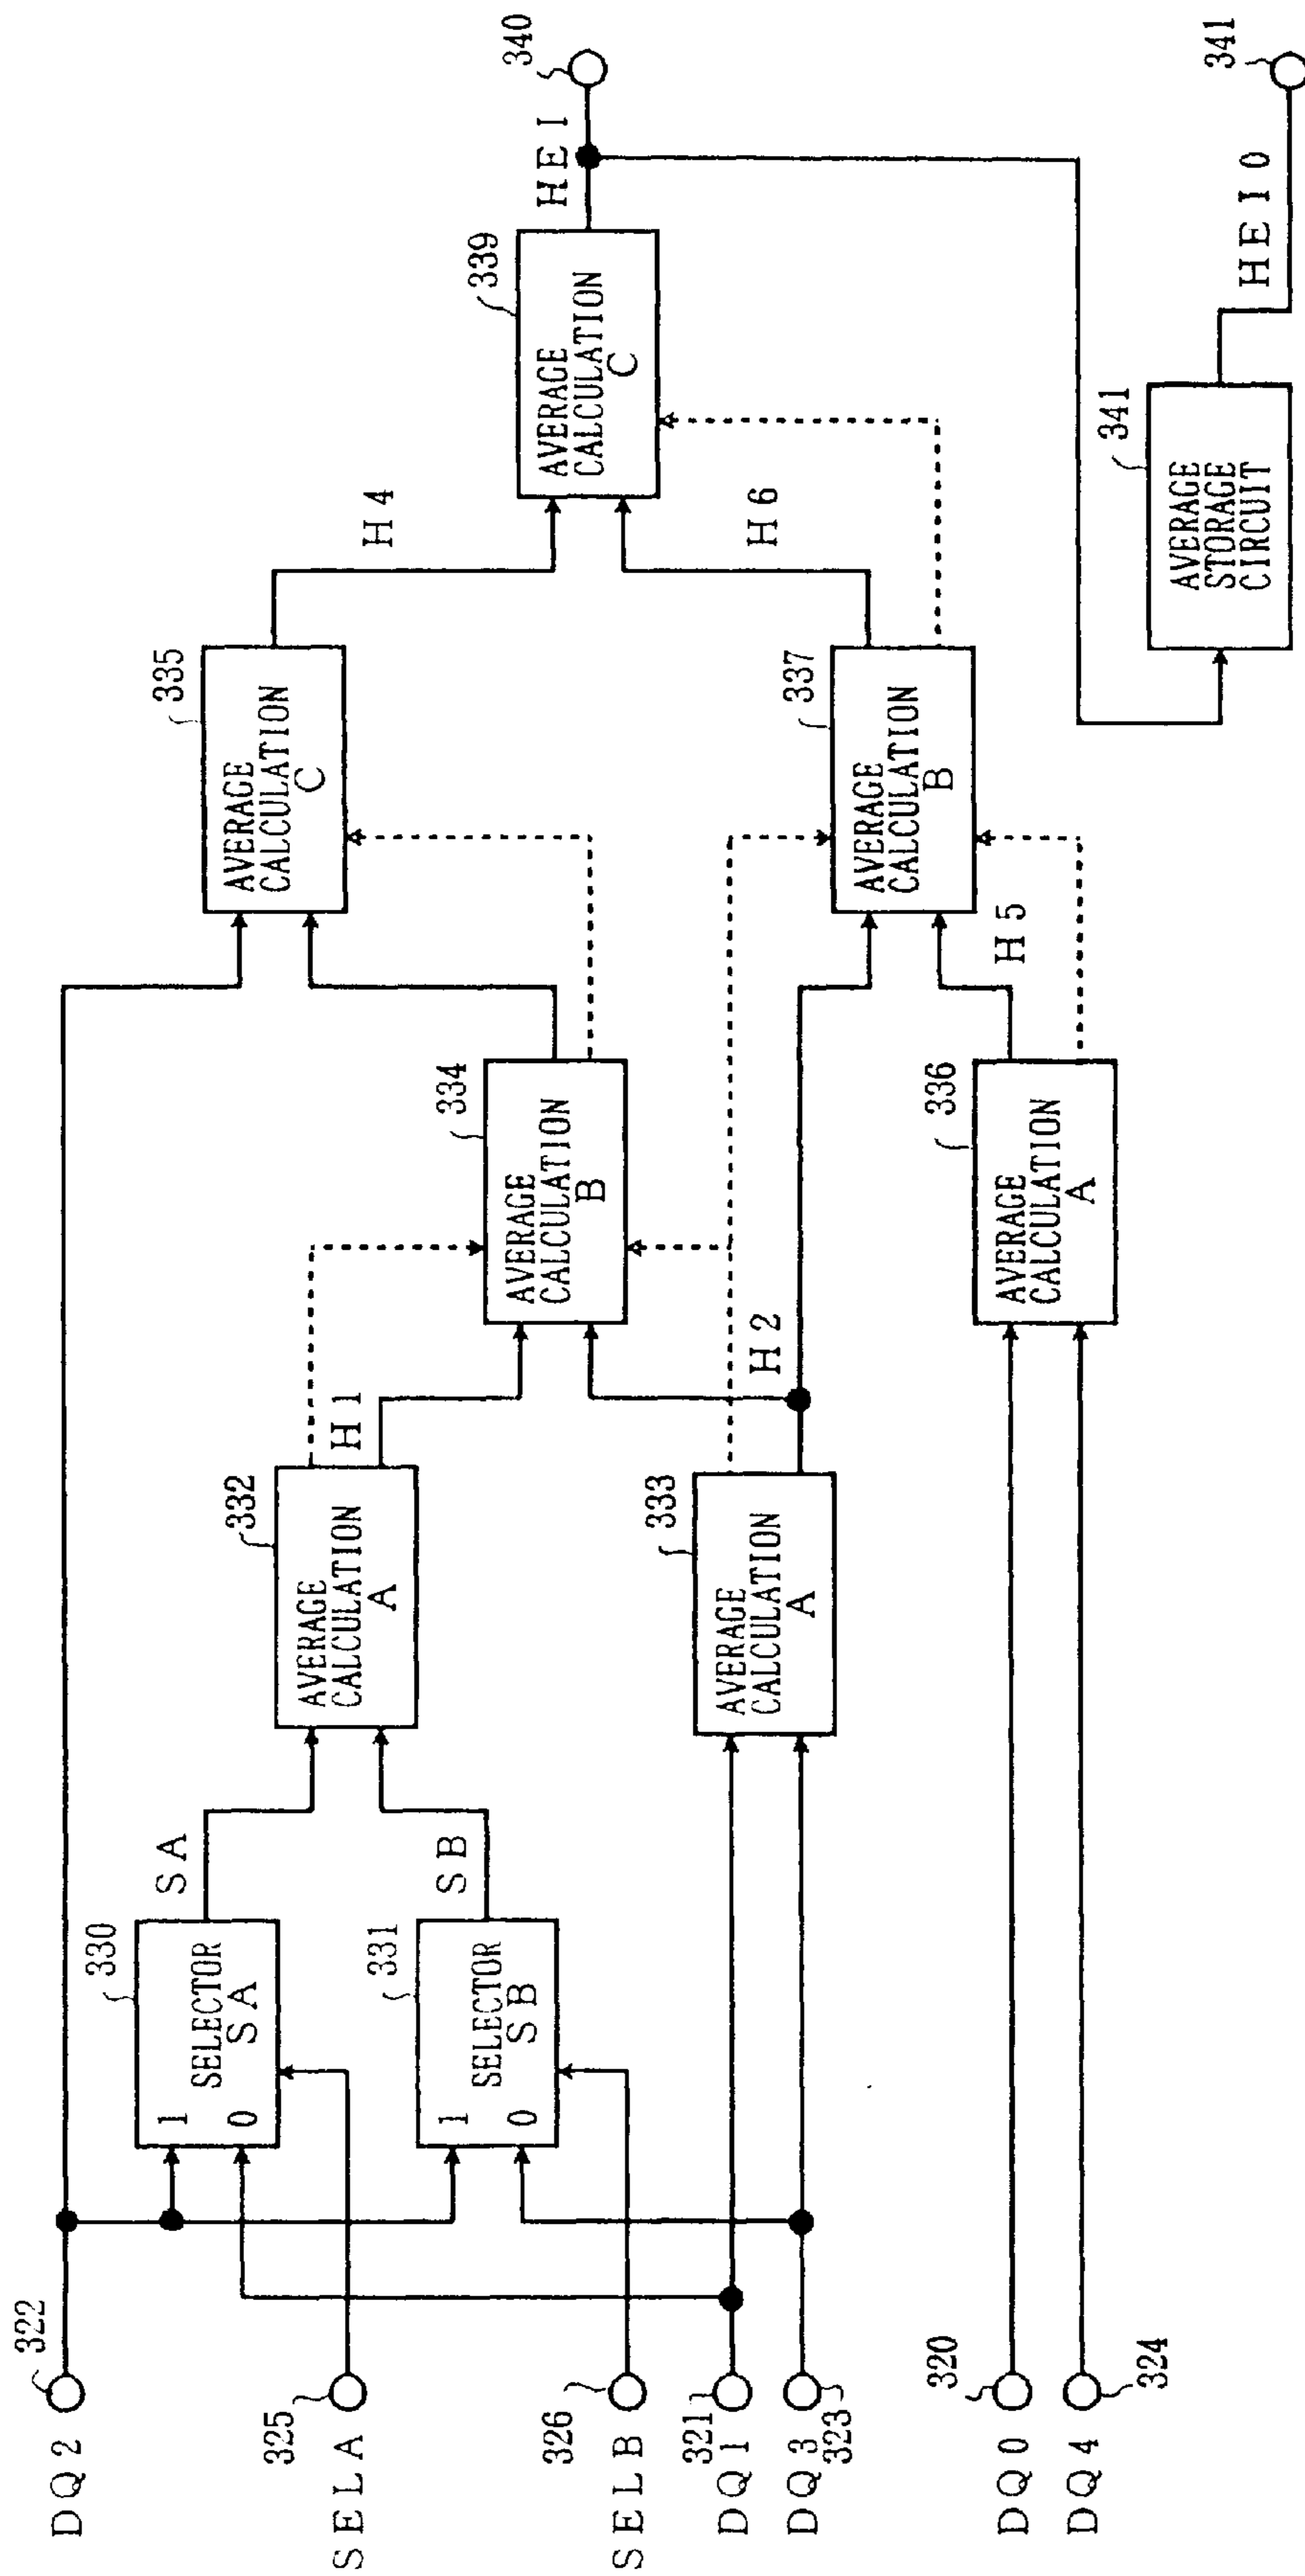 DQ2
322
SELA
325
SELB
326
DQ1
321
DQ3
323
DQ0
320
DQ4
324
330
1
0
SELECTOR
SA
SA
331
1
0
SELECTOR
SB
SB
332
AVERAGE
CALCULATION
A
H1
333
AVERAGE
CALCULATION
A
H2
334
AVERAGE
CALCULATION
B
336
AVERAGE
CALCULATION
A
H5
335
AVERAGE
CALCULATION
C
H4
337
AVERAGE
CALCULATION
B
H6
339
AVERAGE
CALCULATION
C
HEI
340
341
AVERAGE
STORAGE
CIRCUIT
HEI0
341